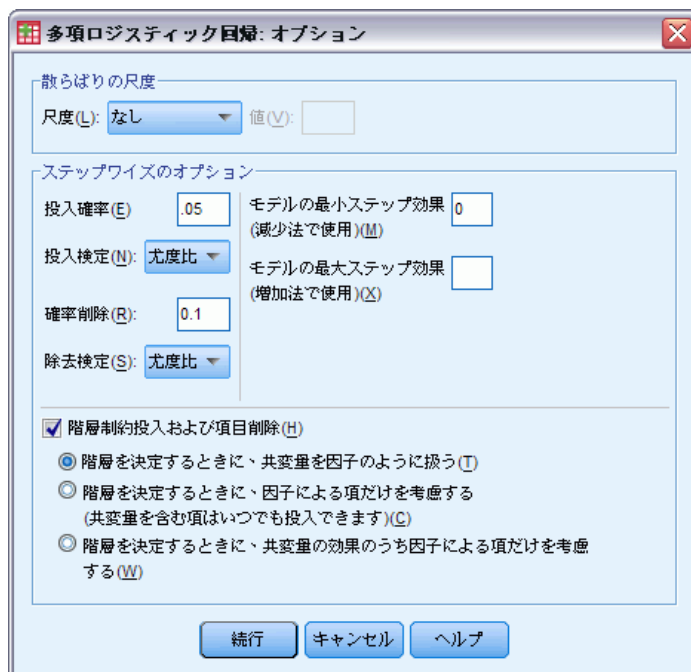 多項ロジスティック回帰: オプション
散らばりの尺度
尺度(L): なし 値(V):
ステップワイズのオプション
投入確率(E) .05
投入検定(N): 尤度比
確率削除(R): 0.1
除去検定(S): 尤度比
モデルの最小ステップ効果 0
(減少法で使用)(M)
モデルの最大ステップ効果
(増加法で使用)(X)
階層制約投入および項目削除(H)
階層を決定するときに、共変量を因子のように扱う(T)
階層を決定するときに、因子による項だけを考慮する
(共変量を含む項はいつでも投入できます)(C)
階層を決定するときに、共変量の効果のうち因子による項だけを考慮
する(W)
続行 キャンセル ヘルプ